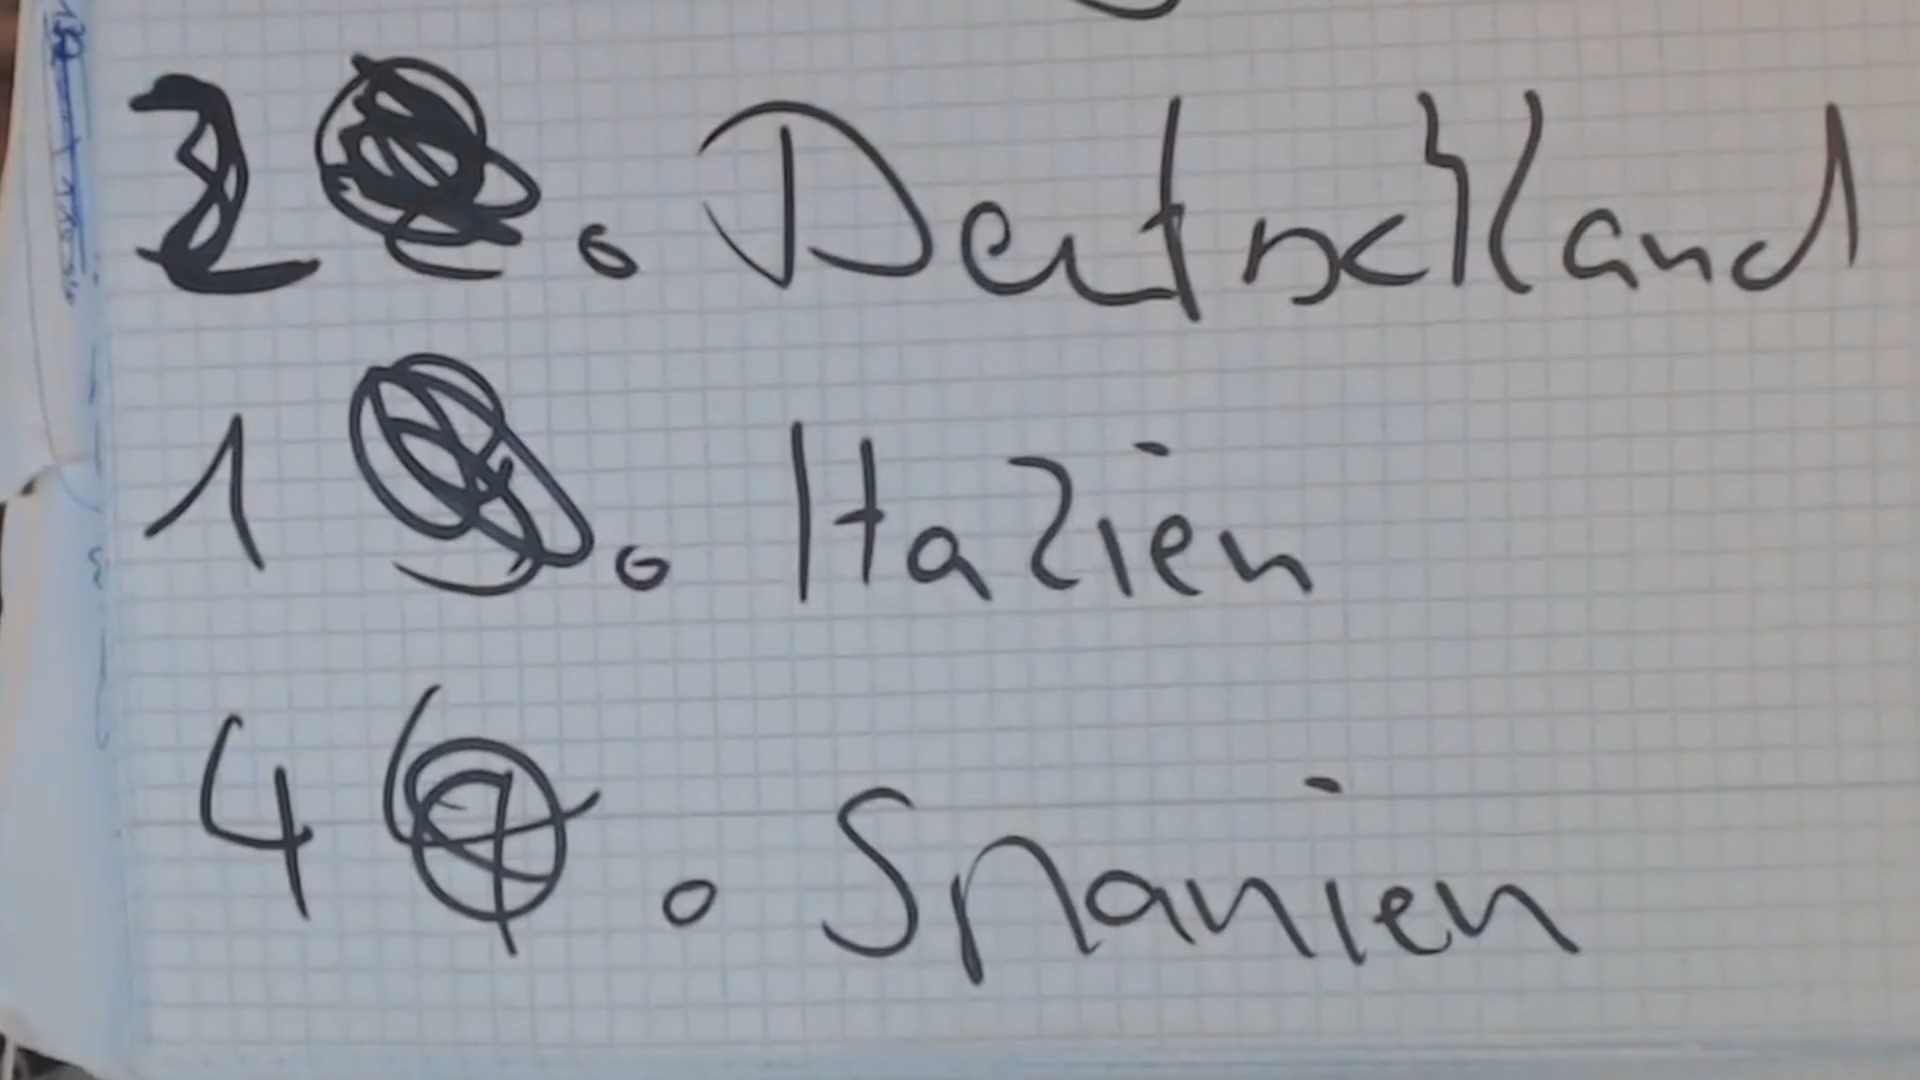 2. Deutschland
1. Italien
4. Spanien